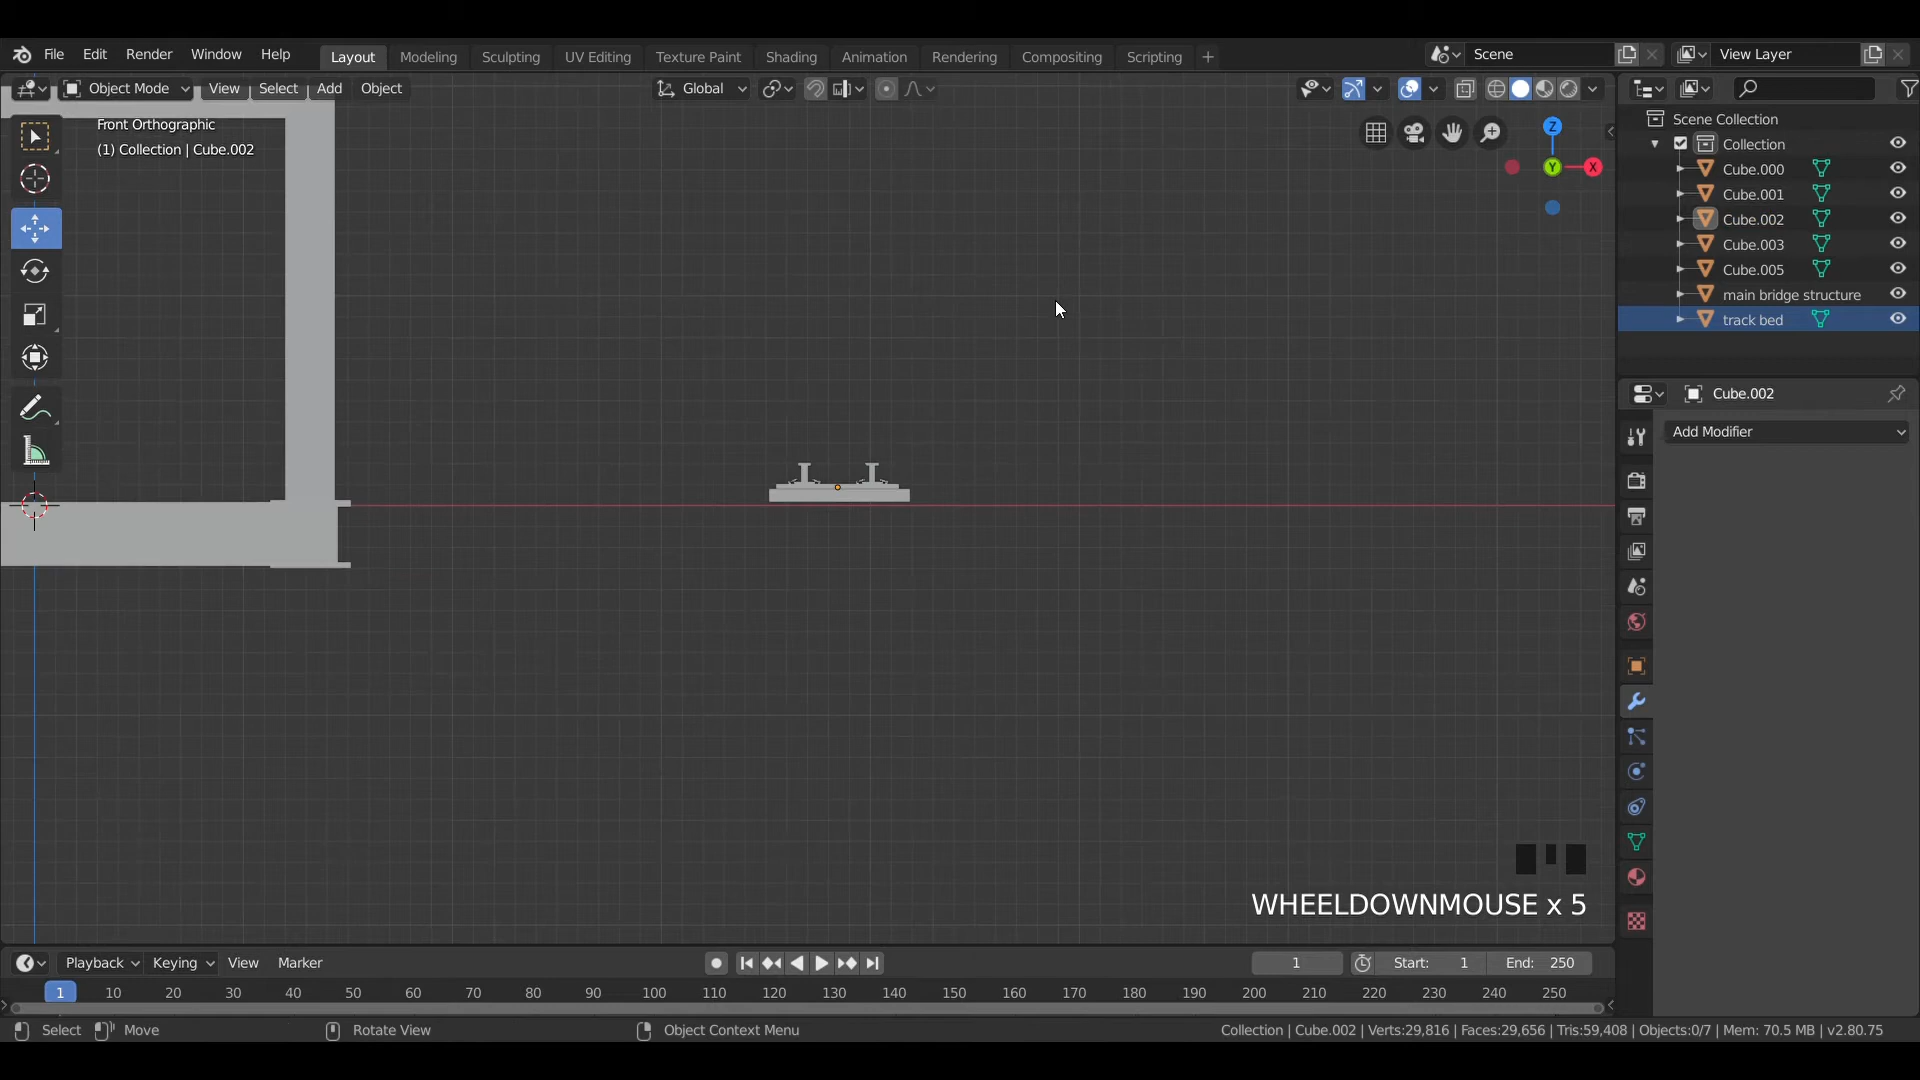 File Edit Render Window Help Layout Modeling Sculpting UV Editing Texture Paint Shading Animation Rendering Compositing Scripting + Scene View Layer
Object Mode View Select Add Object Global
Front Orthographic
(1) Collection | Cube.002
Z
Y
X
Scene Collection
Collection
Cube.000
Cube.001
Cube.002
Cube.003
Cube.005
main bridge structure
track bed
Cube.002
Add Modifier
WHEELDOWNMOUSE x 5
Playback Keying View Marker 1 Start: 1 End: 250
1 10 20 30 40 50 60 70 80 90 100 110 120 130 140 150 160 170 180 190 200 210 220 230 240 250
Select Move Rotate View Object Context Menu Collection | Cube.002 | Verts:29,816 | Faces:29,656 | Tris:59,408 | Objects:0/7 | Mem: 70.5 MB | v2.80.75